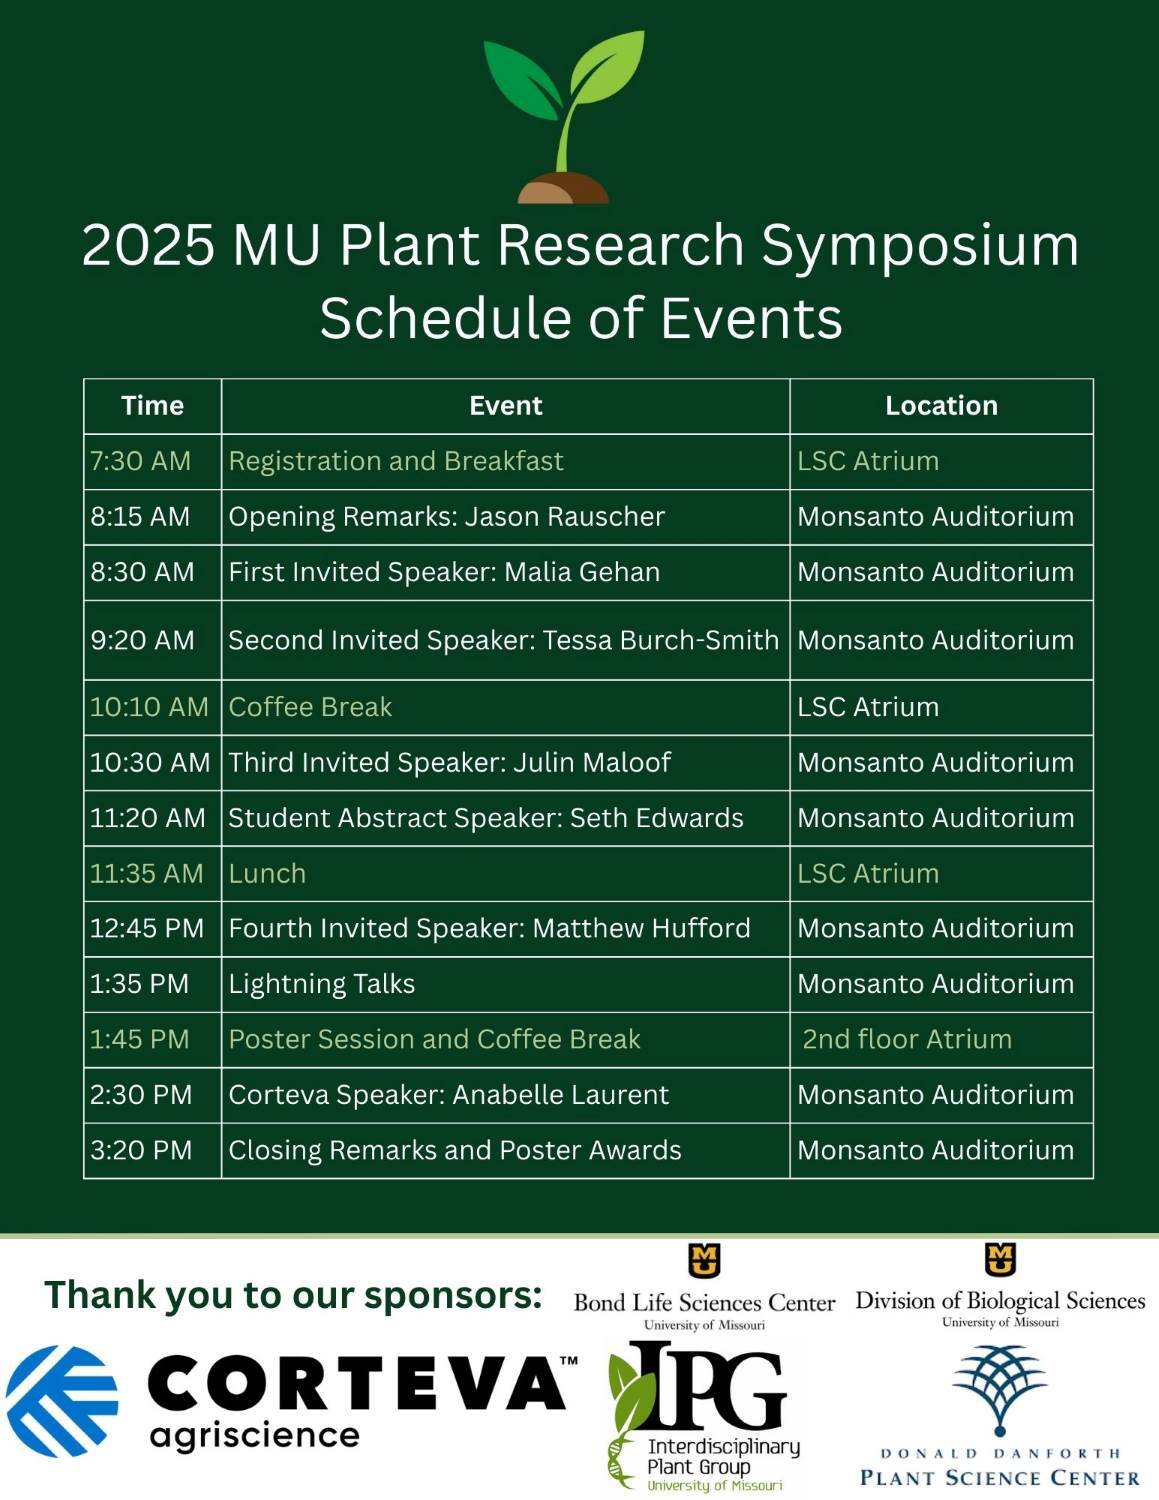 2025 MU Plant Research Symposium
Schedule of Events
Time Event Location
7:30 AM Registration and Breakfast LSC Atrium
8:15 AM Opening Remarks: Jason Rauscher Monsanto Auditorium
8:30 AM First Invited Speaker: Malia Gehan Monsanto Auditorium
9:20 AM Second Invited Speaker: Tessa Burch-Smith Monsanto Auditorium
10:10 AM Coffee Break LSC Atrium
10:30 AM Third Invited Speaker: Julin Maloof Monsanto Auditorium
11:20 AM Student Abstract Speaker: Seth Edwards Monsanto Auditorium
11:35 AM Lunch LSC Atrium
12:45 PM Fourth Invited Speaker: Matthew Hufford Monsanto Auditorium
1:35 PM Lightning Talks Monsanto Auditorium
1:45 PM Poster Session and Coffee Break 2nd floor Atrium
2:30 PM Corteva Speaker: Anabelle Laurent Monsanto Auditorium
3:20 PM Closing Remarks and Poster Awards Monsanto Auditorium
Thank you to our sponsors:
MU
Bond Life Sciences Center
University of Missouri
MU
Division of Biological Sciences
University of Missouri
CORTEVA™
agriscience
IPG
Interdisciplinary
Plant Group
University of Missouri
DONALD DANFORTH
PLANT SCIENCE CENTER